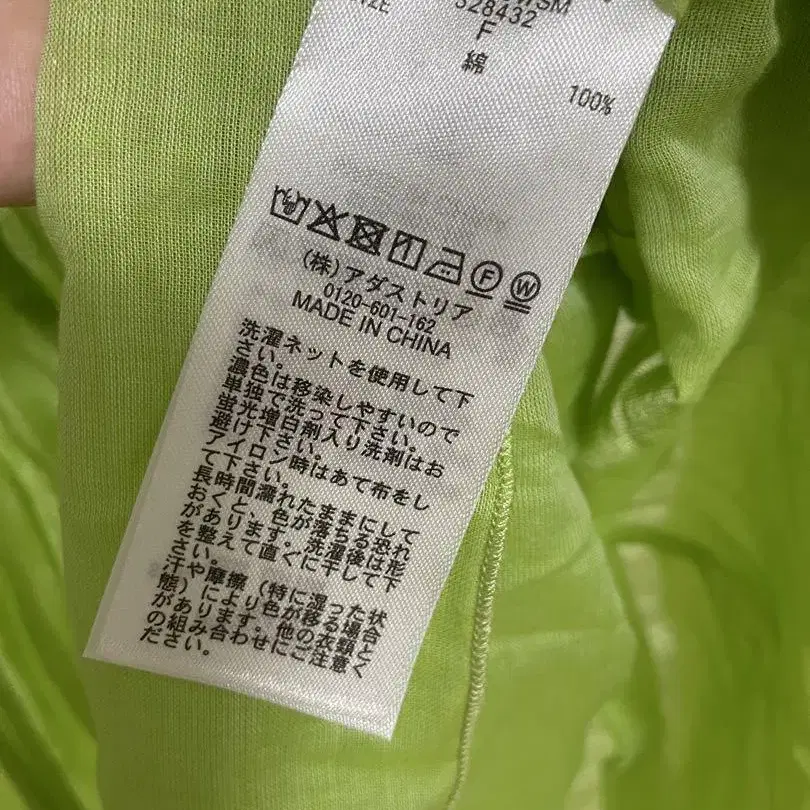 328432
F
綿
100%
(株)アダストリア
0120-601-162
MADE IN CHINA
洗濯ネットを使用して下
さい。
濃色は移染しやすいので
単独で洗って下さい。
蛍光増白剤入り洗剤はお
避け下さい。
アイロン時はあて布をし
て下さい。
長時間濡れたままにして
おくと、色が落ちる恐れ
があります。洗濯後は形
を整えて直ぐに干して下
さい。
汗や摩擦(特に湿った状
態)により色が移る場合と
があります。他の衣類と
の組み合わせにご注意
ください。